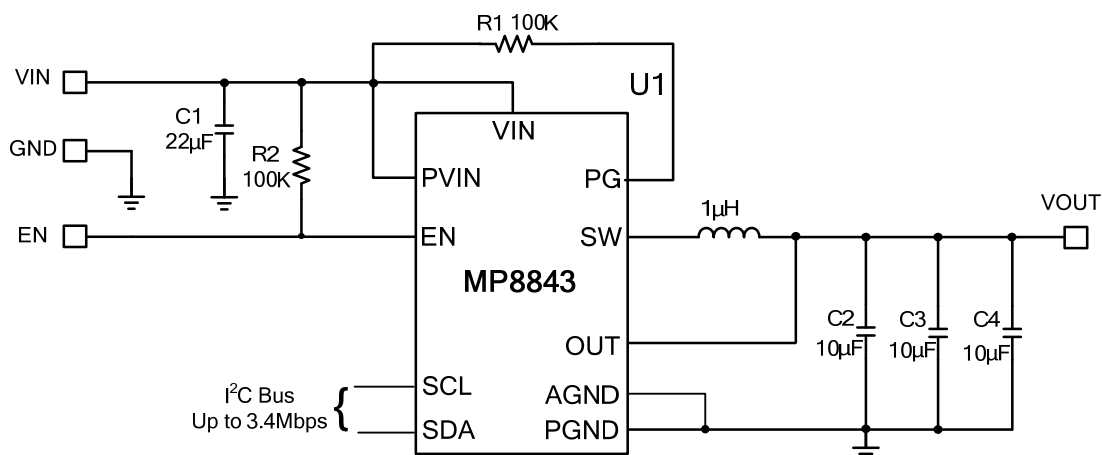 R1 100K
U1
VIN
C1
22µF
VIN
GND
R2
100K
PVIN
PG
1µH
VOUT
EN
EN
SW
MP8843
C2
10µF
C3
10µF
C4
10µF
OUT
I²C Bus
Up to 3.4Mbps
SCL
SDA
AGND
PGND